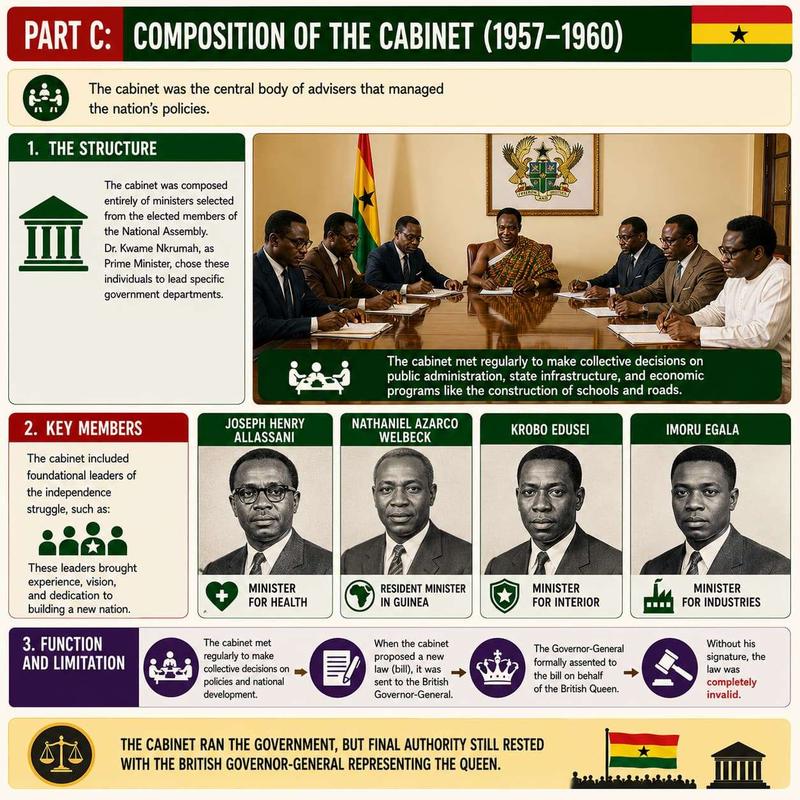 PART C: COMPOSITION OF THE CABINET (1957–1960)
The cabinet was the central body of advisers that managed
the nation's policies.
1. THE STRUCTURE
The cabinet was composed
entirely of ministers selected
from the elected members of
the National Assembly.
Dr. Kwame Nkrumah, as
Prime Minister, chose these
individuals to lead specific
government departments.
The cabinet met regularly to make collective decisions on
public administration, state infrastructure, and economic
programs like the construction of schools and roads.
2. KEY MEMBERS
The cabinet included
foundational leaders of
the independence
struggle, such as:
These leaders brought
experience, vision,
and dedication to
building a new nation.
JOSEPH HENRY
ALLASSANI
MINISTER
FOR HEALTH
NATHANIEL AZARCO
WELBECK
RESIDENT MINISTER
IN GUINEA
KROBO EDUSEI
MINISTER
FOR INTERIOR
IMORU EGALA
MINISTER
FOR INDUSTRIES
3. FUNCTION
AND LIMITATION
The cabinet met
regularly to make
collective decisions on
policies and national
development.
When the cabinet
proposed a new
law (bill), it was
sent to the British
Governor-General.
The Governor-General
formally assented to
the bill on behalf
of the British Queen.
Without his
signature, the
law was
completely
invalid.
THE CABINET RAN THE GOVERNMENT, BUT FINAL AUTHORITY STILL RESTED
WITH THE BRITISH GOVERNOR-GENERAL REPRESENTING THE QUEEN.